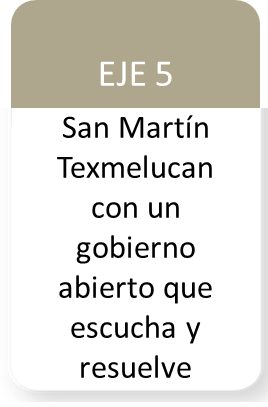 EJE 5
San Martín
Texmelucan
con un
gobierno
abierto que
escucha y
resuelve